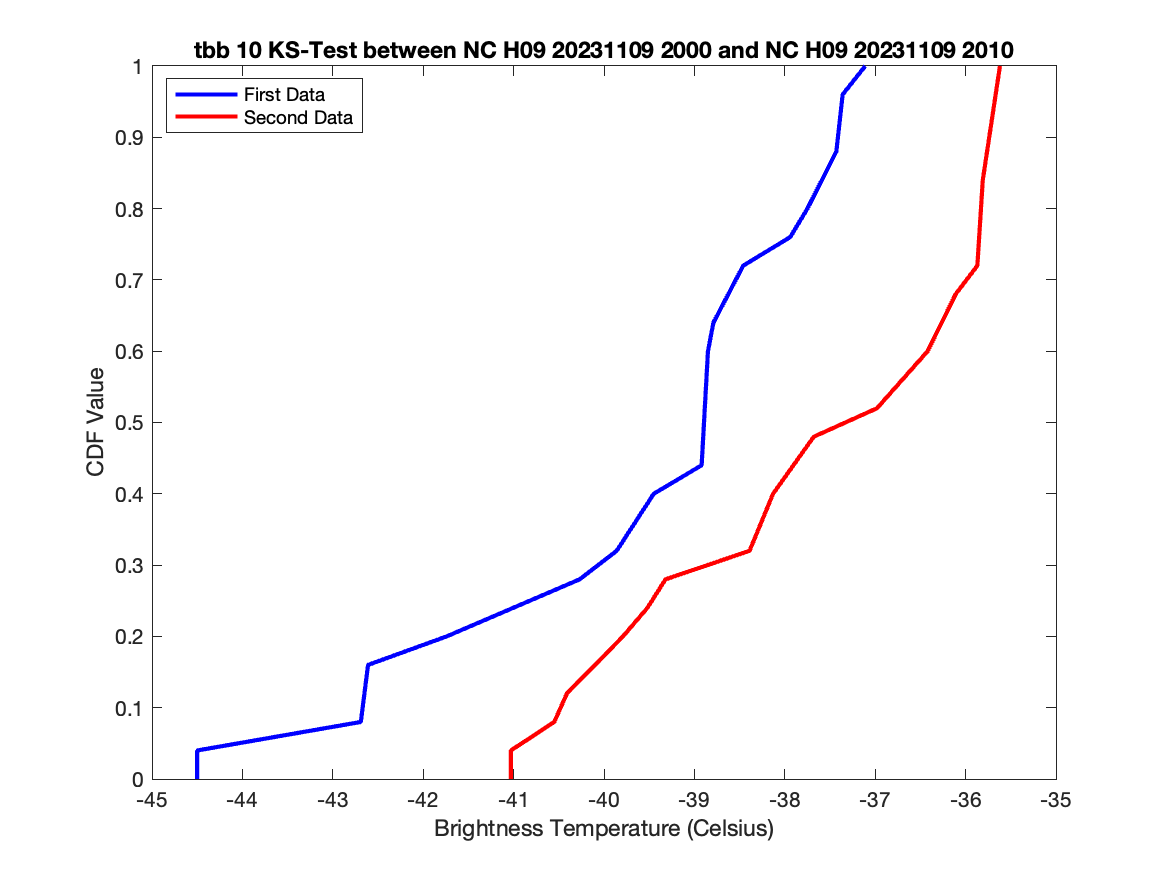 tbb 10 KS-Test between NC H09 20231109 2000 and NC H09 20231109 2010
First Data
Second Data
1
0.9
0.8
0.7
0.6
0.5
0.4
0.3
0.2
0.1
0
CDF Value
-45 -44 -43 -42 -41 -40 -39 -38 -37 -36 -35
Brightness Temperature (Celsius)